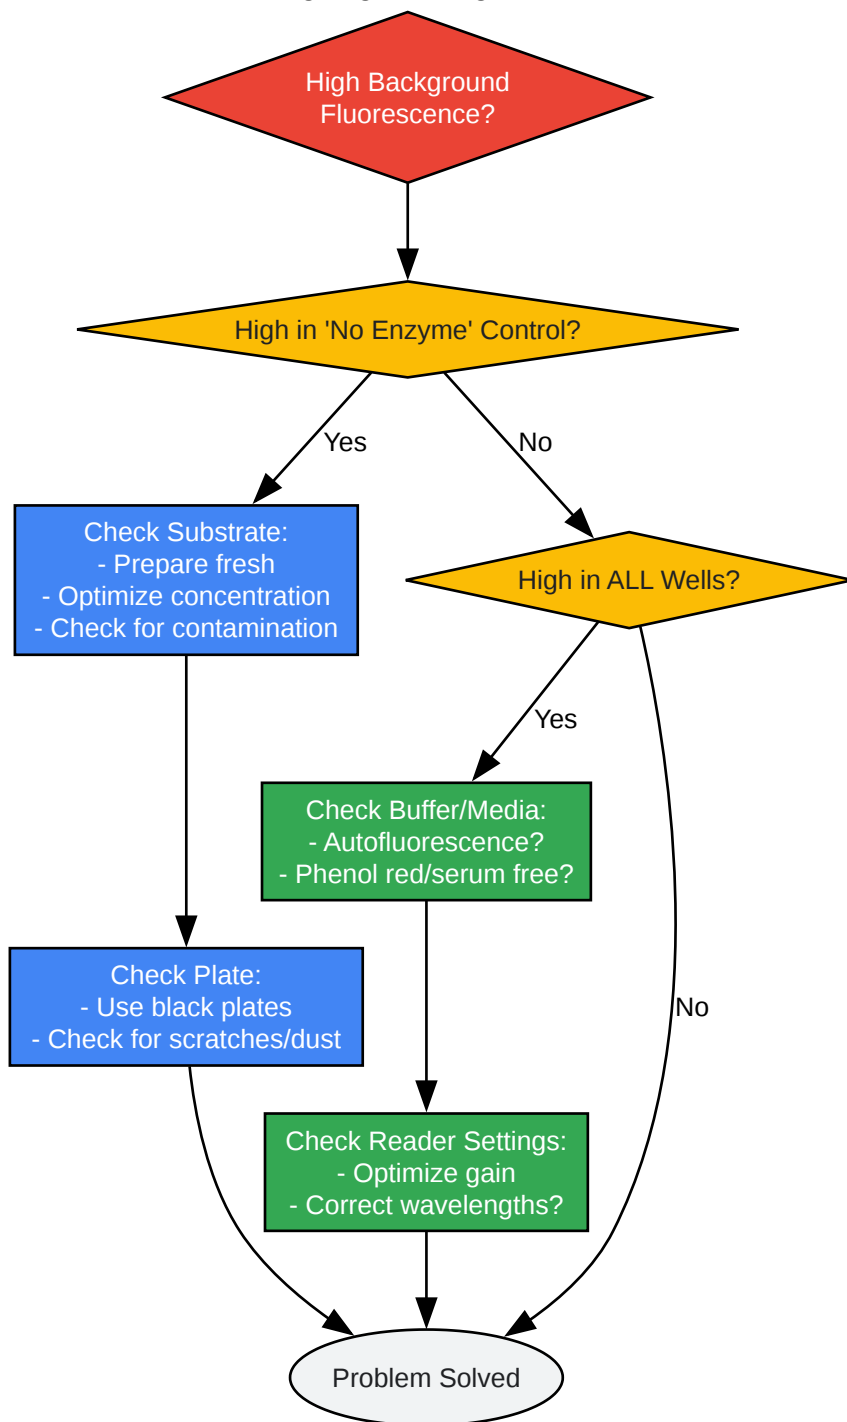 High Background
Fluorescence?
High in 'No Enzyme' Control?
Yes
No
Check Substrate:
- Prepare fresh
- Optimize concentration
- Check for contamination
High in ALL Wells?
Yes
Check Buffer/Media:
- Autofluorescence?
- Phenol red/serum free?
Check Plate:
- Use black plates
- Check for scratches/dust
No
Check Reader Settings:
- Optimize gain
- Correct wavelengths?
Problem Solved